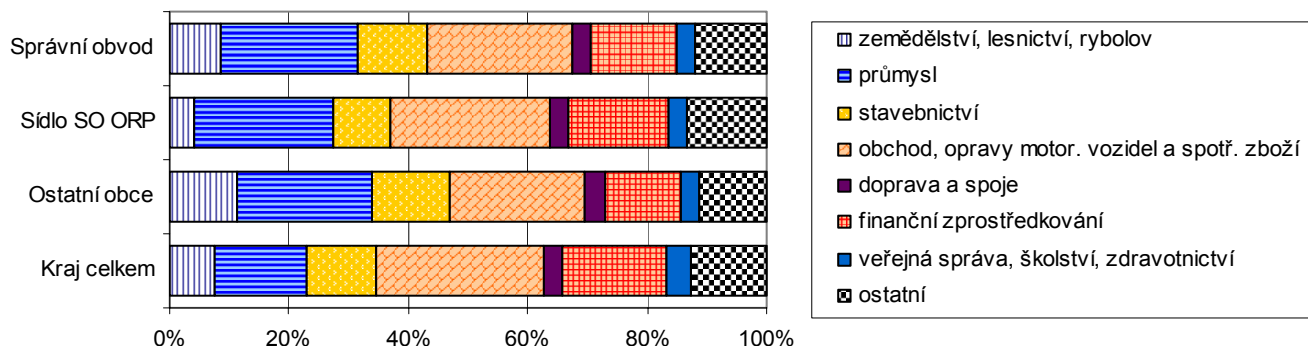 Správní obvod
Sídlo SO ORP
Ostatní obce
Kraj celkem
0% 20% 40% 60% 80% 100%
zemědělství, lesnictví, rybolov
průmysl
stavebnictví
obchod, opravy motor. vozidel a spotř. zboží
doprava a spoje
finanční zprostředkování
veřejná správa, školství, zdravotnictví
ostatní